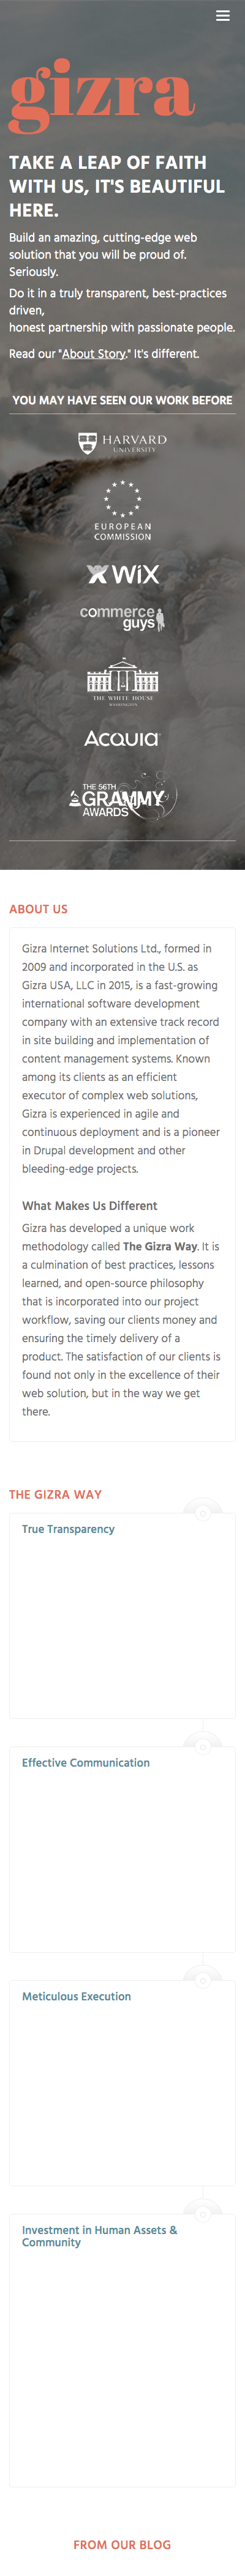 gizra
TAKE A LEAP OF FAITH
WITH US, IT'S BEAUTIFUL
HERE.
Build an amazing, cutting-edge web
solution that you will be proud of.
Seriously.
Do it in a truly transparent, best-practices
driven,
honest partnership with passionate people.
Read our "About Story." It's different.
YOU MAY HAVE SEEN OUR WORK BEFORE
HARVARD
UNIVERSITY
EUROPEAN
COMMISSION
WiX
commerce
guys
THE WHITE HOUSE
WASHINGTON
ACQUIA
THE 56TH
GRAMMY
AWARDS
ABOUT US
Gizra Internet Solutions Ltd., formed in
2009 and incorporated in the U.S. as
Gizra USA, LLC in 2015, is a fast-growing
international software development
company with an extensive track record
in site building and implementation of
content management systems. Known
among its clients as an efficient
executor of complex web solutions,
Gizra is experienced in agile and
continuous deployment and is a pioneer
in Drupal development and other
bleeding-edge projects.
What Makes Us Different
Gizra has developed a unique work
methodology called The Gizra Way. It is
a culmination of best practices, lessons
learned, and open-source philosophy
that is incorporated into our project
workflow, saving our clients money and
ensuring the timely delivery of a
product. The satisfaction of our clients is
found not only in the excellence of their
web solution, but in the way we get
there.
THE GIZRA WAY
True Transparency
Effective Communication
Meticulous Execution
Investment in Human Assets &
Community
FROM OUR BLOG